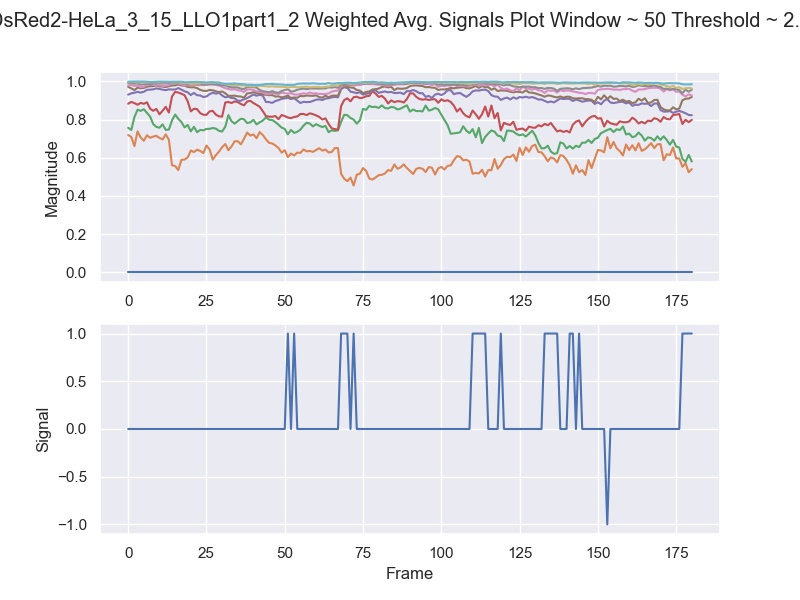 DsRed2-HeLa_3_15_LLO1part1_2 Weighted Avg. Signals Plot Window ~ 50 Threshold ~ 2.
1.0
0.8
0.6
0.4
0.2
0.0
Magnitude
0 25 50 75 100 125 150 175
1.0
0.5
0.0
−0.5
−1.0
Signal
0 25 50 75 100 125 150 175
Frame